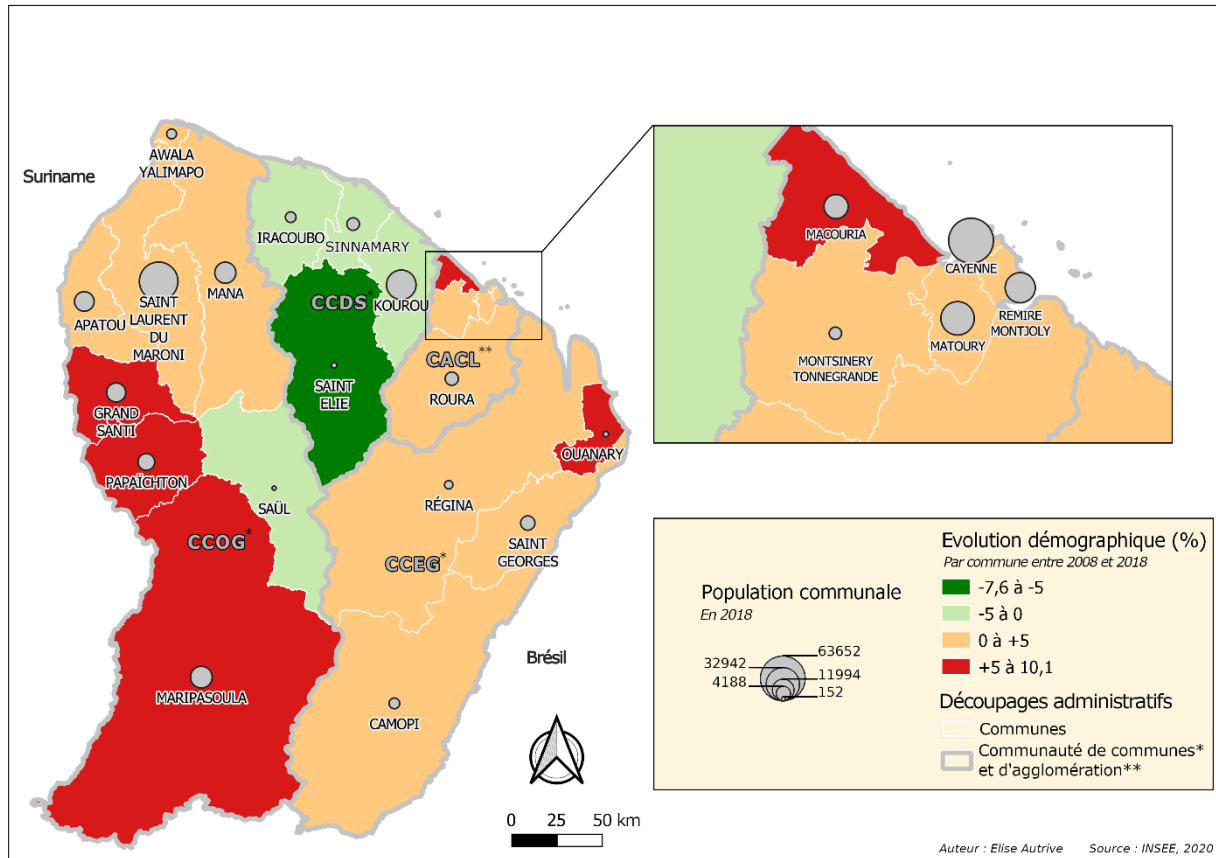 Suriname
AWALA
YALIMAPO
IRACOUBO
SINNAMARY
MANA
SAINT
LAURENT
DU
MARONI
APATOU
CCDS*
KOUROU
CACL**
ROURA
SAINT
ELIE
GRAND
SANTI
PAPAÏCHTON
OUANARY
RÉGINA
SAÜL
CCOG*
CCEG*
SAINT
GEORGES
Brésil
MARIPASOULA
CAMOPI
0 25 50 km
MACOURIA
CAYENNE
REMIRE
MONTJOLY
MATOURY
MONTSINERY
TONNEGRANDE
Population communale
En 2018
63652
32942
11994
4188
152
Evolution démographique (%)
Par commune entre 2008 et 2018
-7,6 à -5
-5 à 0
0 à +5
+5 à 10,1
Découpages administratifs
Communes
Communauté de communes*
et d'agglomération**
Auteur : Elise Autrive Source : INSEE, 2020